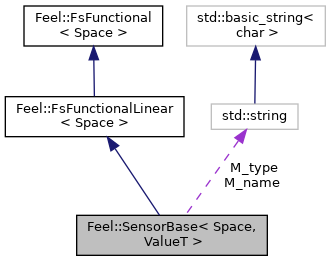 Feel::FsFunctional
< Space >
std::basic_string<
char >
Feel::FsFunctionalLinear
< Space >
std::string
M_type
M_name
Feel::SensorBase< Space,
ValueT >